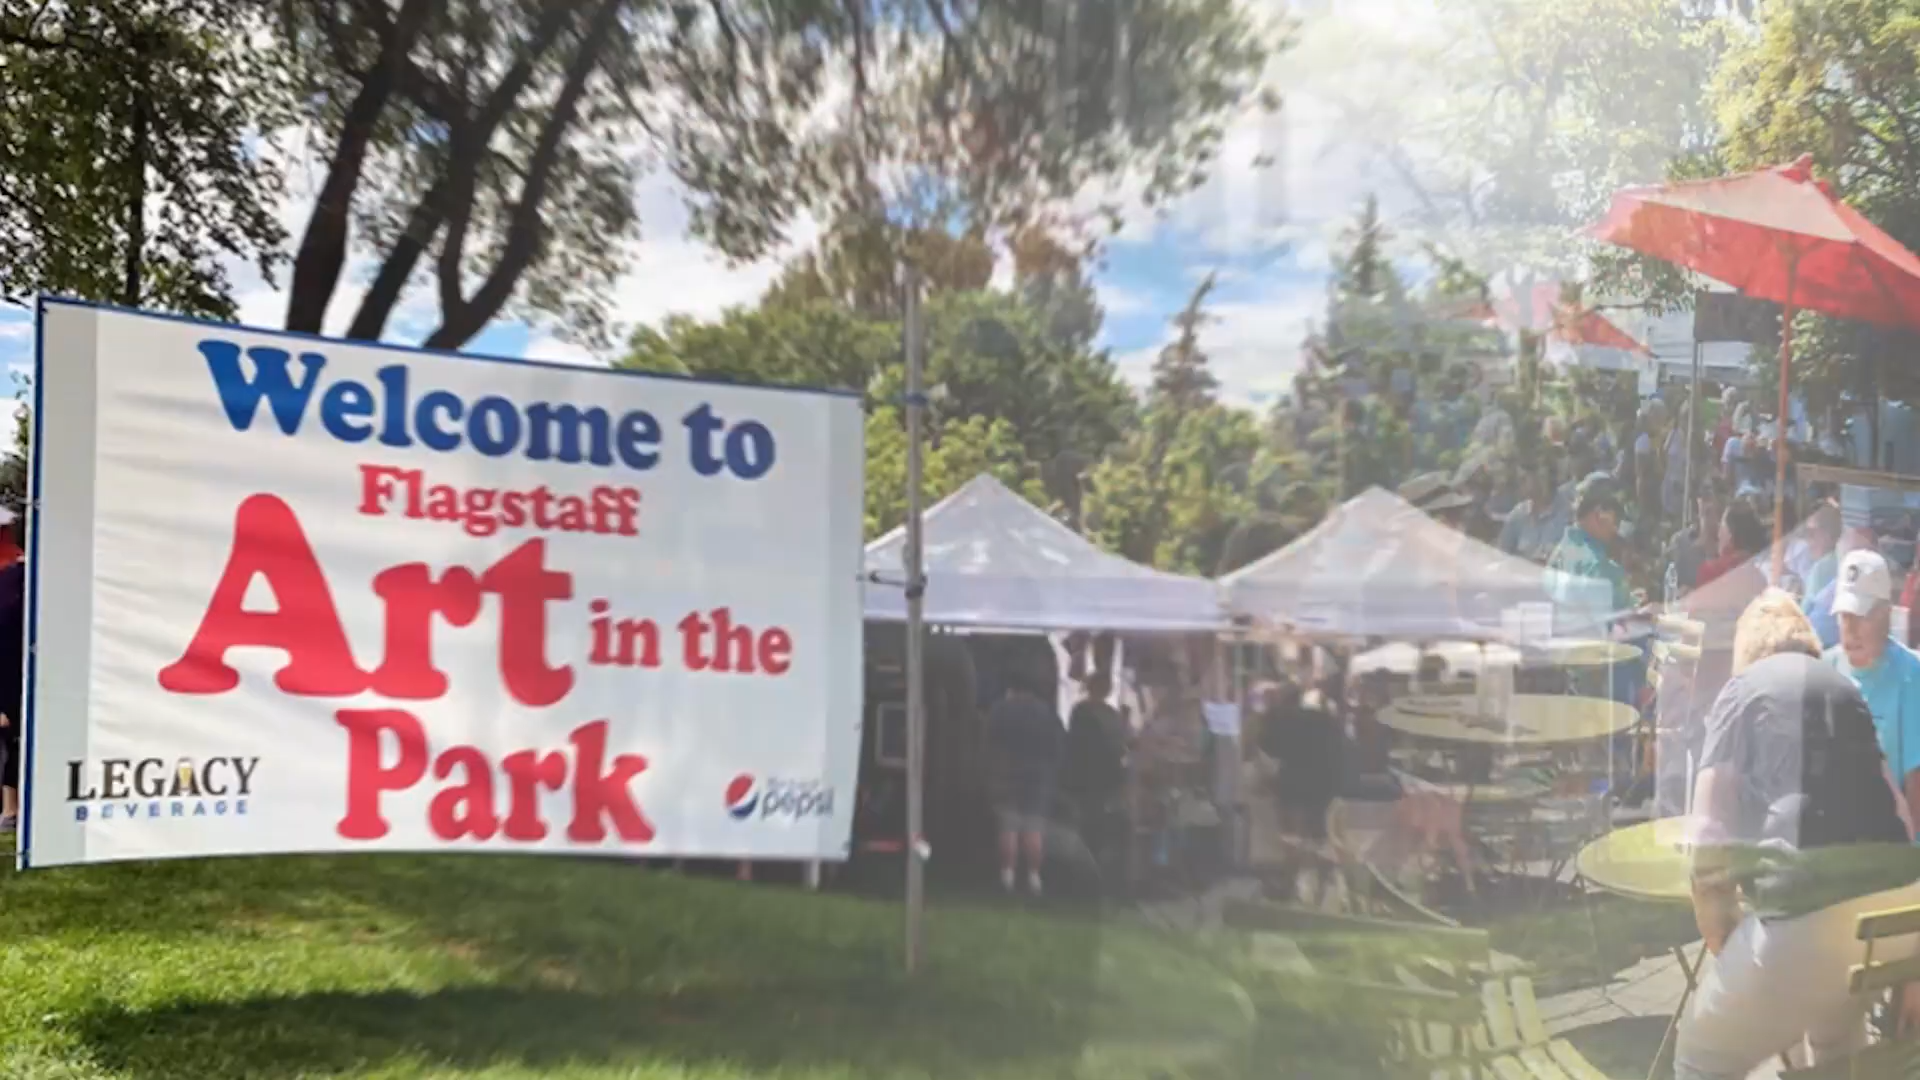 Welcome to
Flagstaff
Art in the
Park
LEGACY
BEVERAGE
pepsi